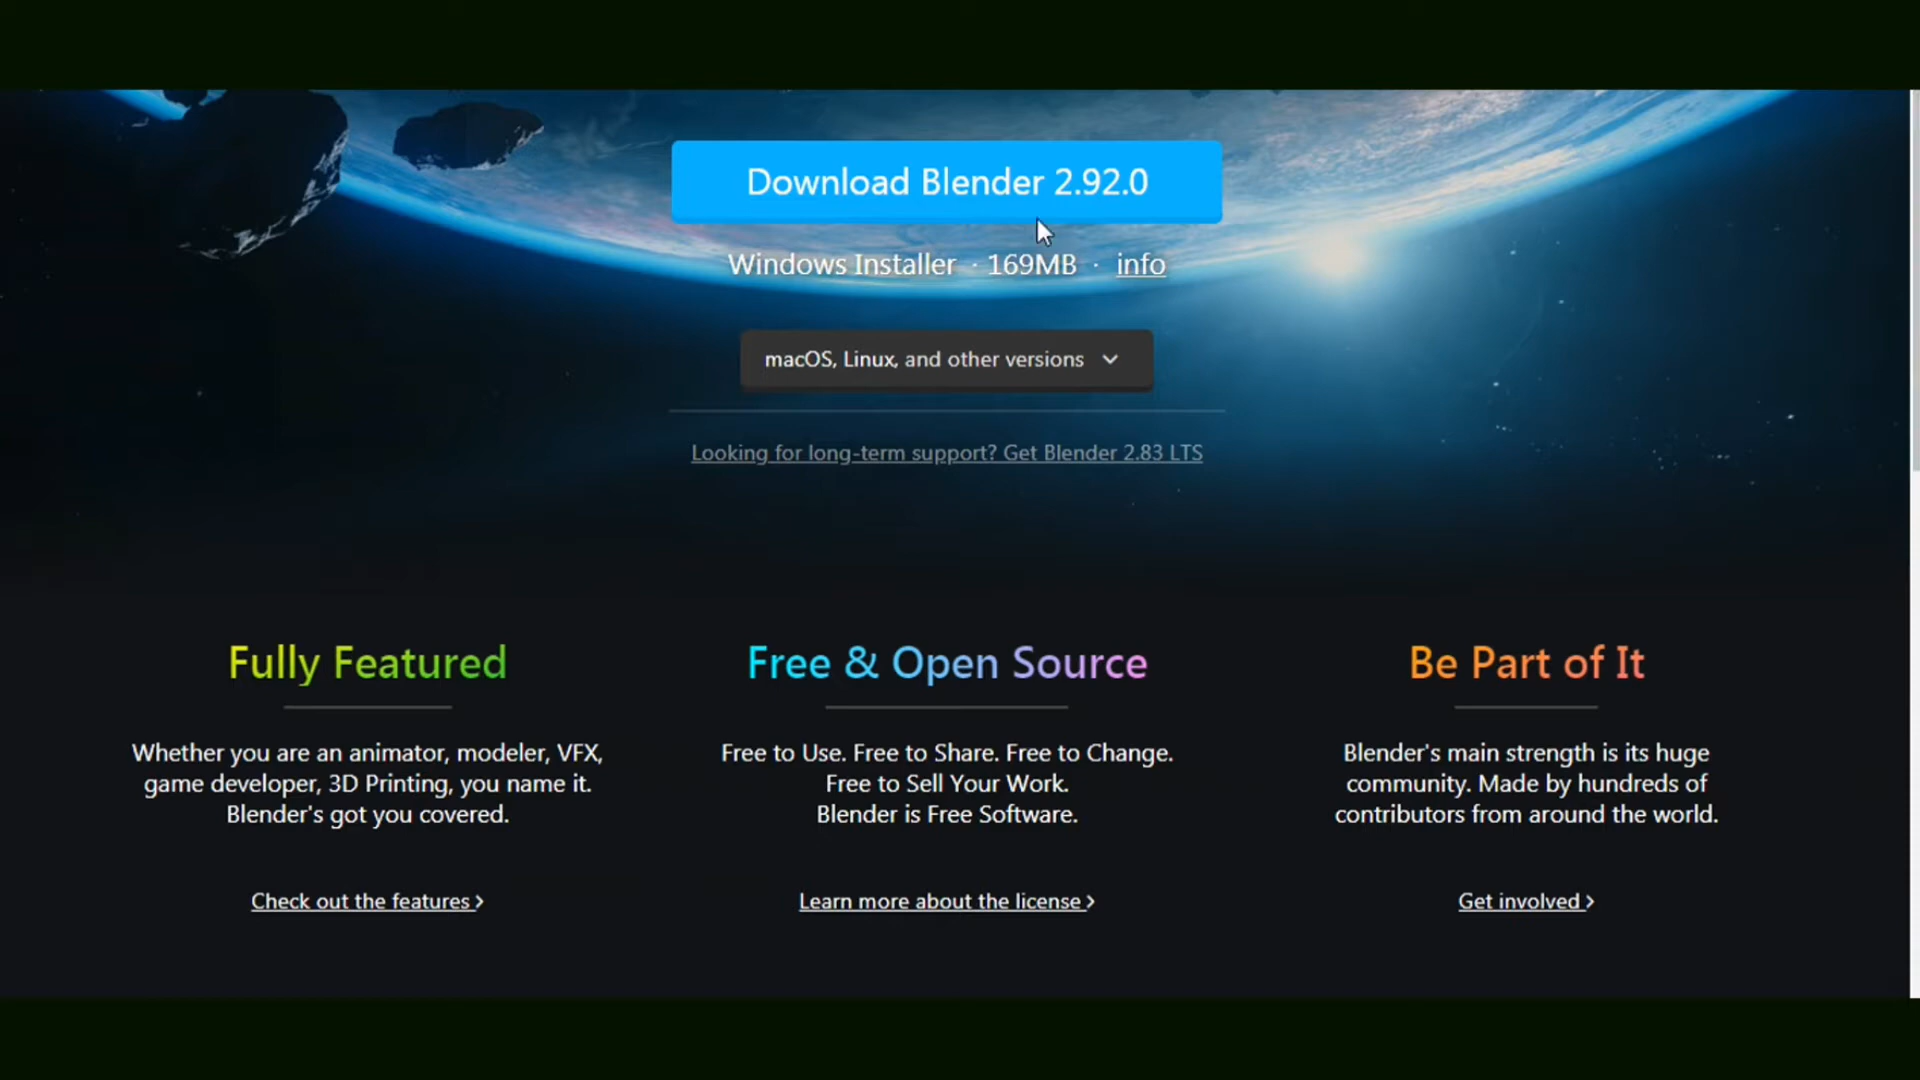 Download Blender 2.92.0
Windows Installer · 169MB · info
macOS, Linux, and other versions
Looking for long-term support? Get Blender 2.83 LTS
Fully Featured
Whether you are an animator, modeler, VFX,
game developer, 3D Printing, you name it.
Blender's got you covered.
Check out the features
Free & Open Source
Free to Use. Free to Share. Free to Change.
Free to Sell Your Work.
Blender is Free Software.
Learn more about the license
Be Part of It
Blender's main strength is its huge
community. Made by hundreds of
contributors from around the world.
Get involved